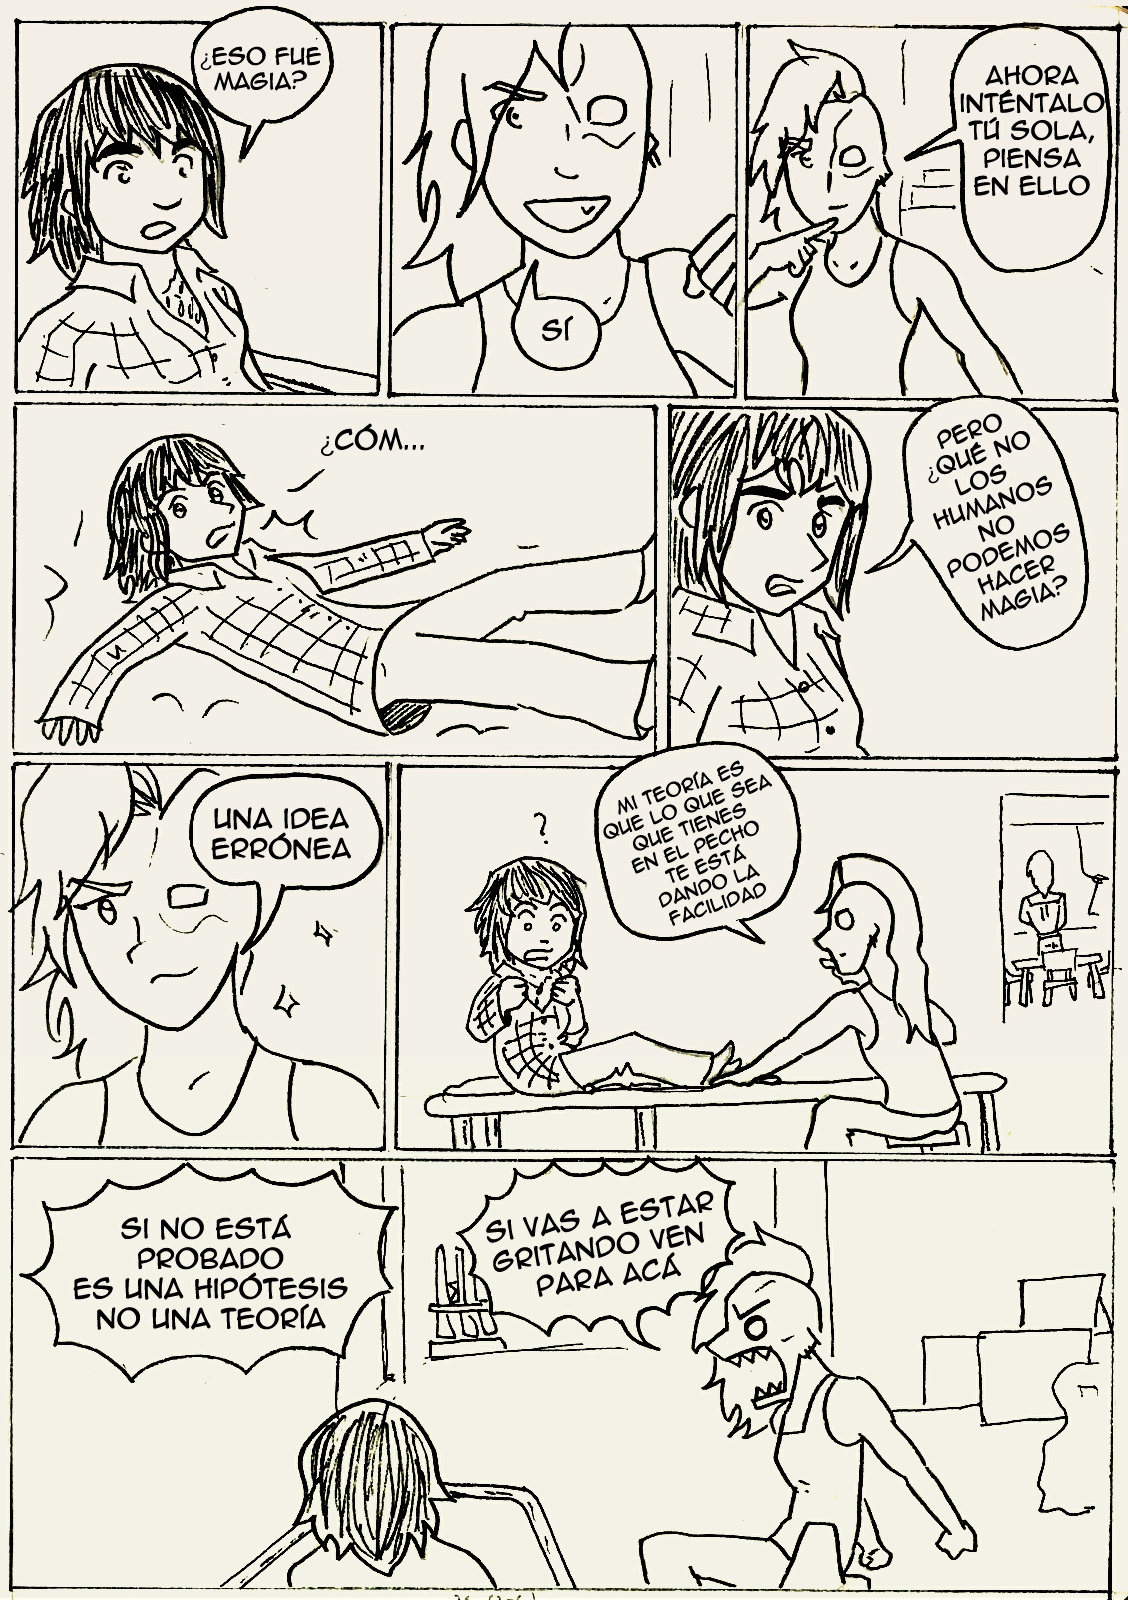 ¿ESO FUE
MAGIA?
SÍ
AHORA
INTÉNTALO
TÚ SOLA,
PIENSA
EN ELLO
¿CÓM...
PERO
¿QUÉ NO
LOS
HUMANOS
NO
PODEMOS
HACER
MAGIA?
UNA IDEA
ERRÓNEA
?
MI TEORÍA ES
QUE LO QUE SEA
QUE TIENES
EN EL PECHO
TE ESTÁ
DANDO LA
FACILIDAD
SI NO ESTÁ
PROBADO
ES UNA HIPÓTESIS
NO UNA TEORÍA
SI VAS A ESTAR
GRITANDO VEN
PARA ACÁ